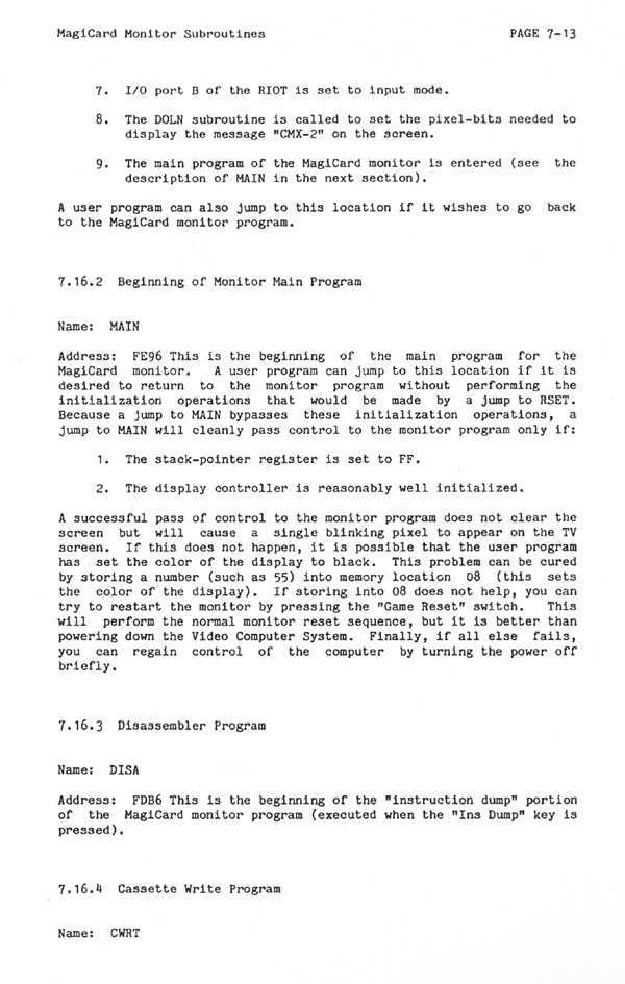 MagiCard Monitor Subroutines PAGE 7-13
7. I/O port B of the RIOT is set to input mode.
8. The DOLN subroutine is called to set the pixel-bits needed to
display the message "CMX-2" on the screen.
9. The main program of the MagiCard monitor is entered (see the
description of MAIN in the next section).
A user program can also jump to this location if it wishes to go back
to the MagiCard monitor program.
7.16.2 Beginning of Monitor Main Program
Name: MAIN
Address: FE96 This is the beginning of the main program for the
MagiCard monitor. A user program can jump to this location if it is
desired to return to the monitor program without performing the
initialization operations that would be made by a jump to RSET.
Because a jump to MAIN bypasses these initialization operations, a
jump to MAIN will cleanly pass control to the monitor program only if:
1. The stack-pointer register is set to FF.
2. The display controller is reasonably well initialized.
A successful pass of control to the monitor program does not clear the
screen but will cause a single blinking pixel to appear on the TV
screen. If this does not happen, it is possible that the user program
has set the color of the display to black. This problem can be cured
by storing a number (such as 55) into memory location 08 (this sets
the color of the display). If storing into 08 does not help, you can
try to restart the monitor by pressing the "Game Reset" switch. This
will perform the normal monitor reset sequence, but it is better than
powering down the Video Computer System. Finally, if all else fails,
you can regain control of the computer by turning the power off
briefly.
7.16.3 Disassembler Program
Name: DISA
Address: FDB6 This is the beginning of the "instruction dump" portion
of the MagiCard monitor program (executed when the "Ins Dump" key is
pressed).
7.16.4 Cassette Write Program
Name: CWRT